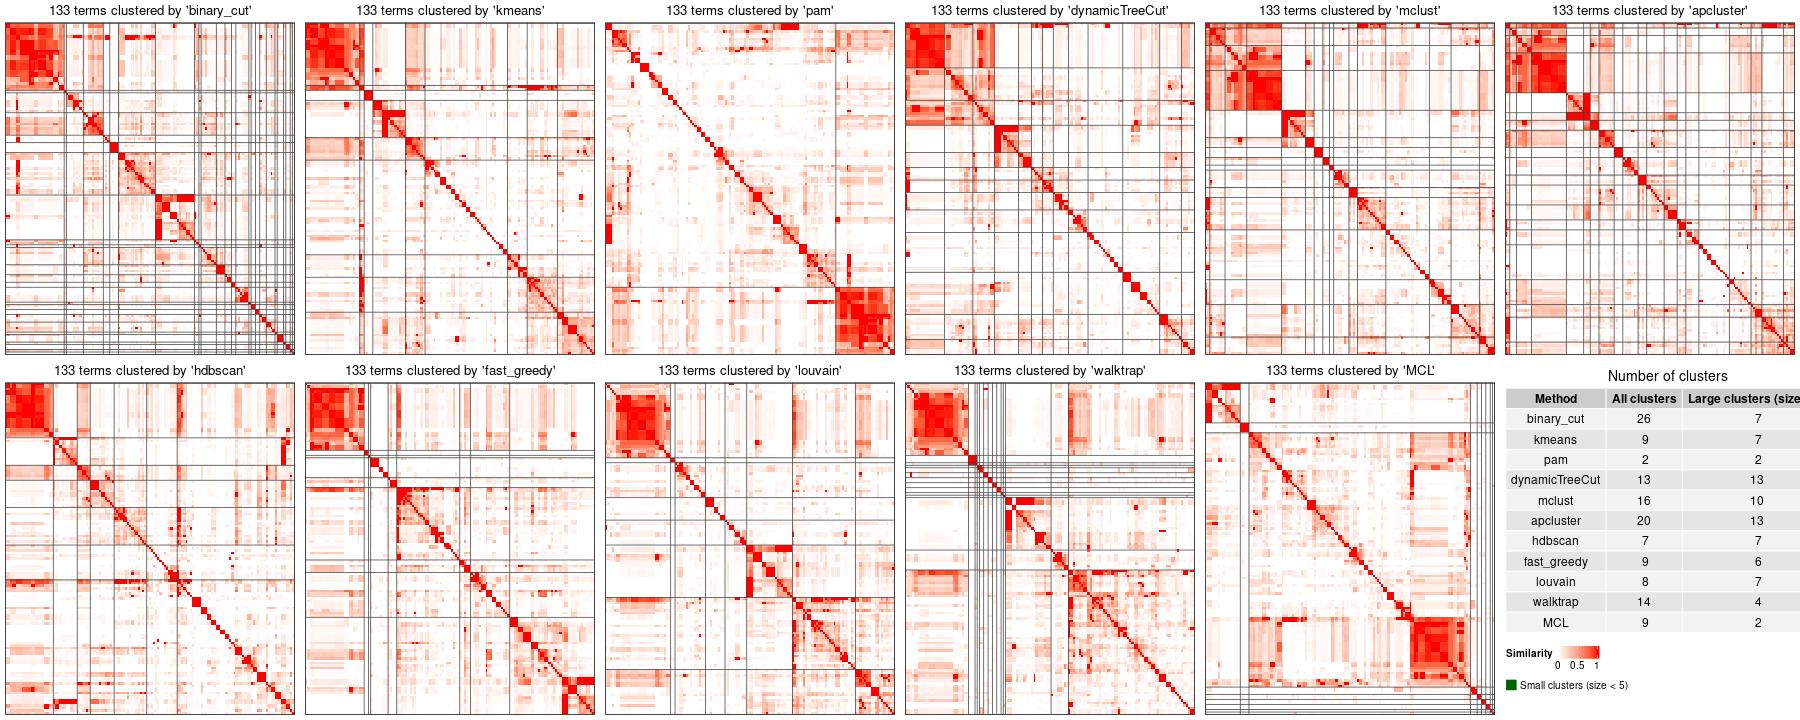 133 terms clustered by 'binary_cut'
133 terms clustered by 'kmeans'
133 terms clustered by 'pam'
133 terms clustered by 'dynamicTreeCut'
133 terms clustered by 'mclust'
133 terms clustered by 'apcluster'
133 terms clustered by 'hdbscan'
133 terms clustered by 'fast_greedy'
133 terms clustered by 'louvain'
133 terms clustered by 'walktrap'
133 terms clustered by 'MCL'
Number of clusters
Method All clusters Large clusters (size
binary_cut 26 7
kmeans 9 7
pam 2 2
dynamicTreeCut 13 13
mclust 16 10
apcluster 20 13
hdbscan 7 7
fast_greedy 9 6
louvain 8 7
walktrap 14 4
MCL 9 2
Similarity
0 0.5 1
Small clusters (size < 5)